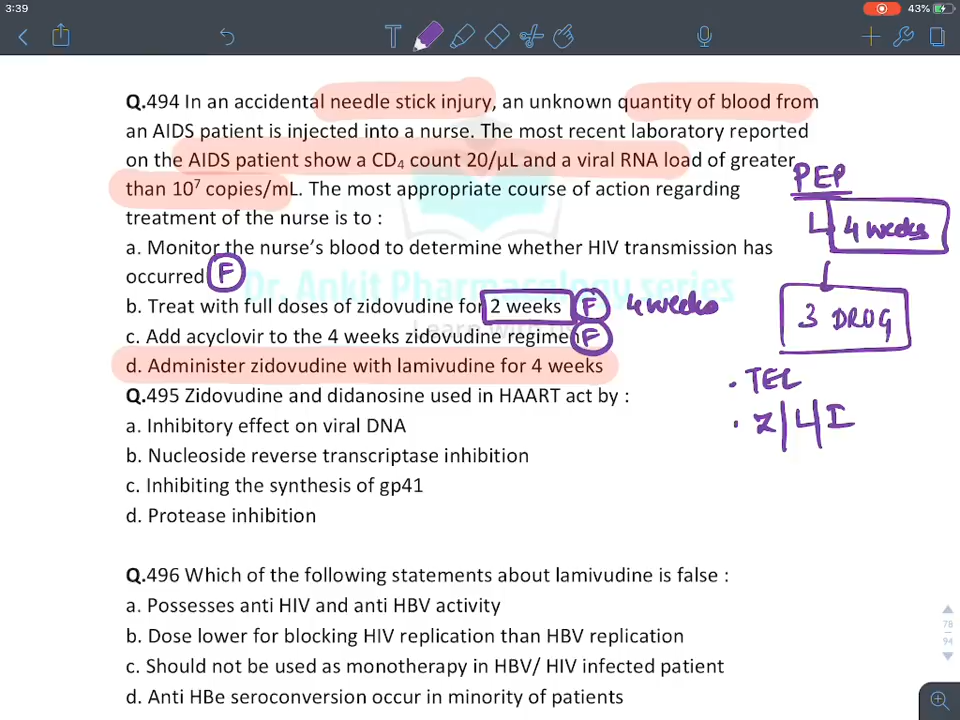 3:39
43%
T
Q.494 In an accidental needle stick injury, an unknown quantity of blood from
an AIDS patient is injected into a nurse. The most recent laboratory reported
on the AIDS patient show a CD₄ count 20/µL and a viral RNA load of greater
than 10⁷ copies/mL. The most appropriate course of action regarding
treatment of the nurse is to :
PEP
4 weeks
a. Monitor the nurse's blood to determine whether HIV transmission has
occurred F
b. Treat with full doses of zidovudine for 2 weeks F 4 weeks
3 DRUG
c. Add acyclovir to the 4 weeks zidovudine regimen F
d. Administer zidovudine with lamivudine for 4 weeks
• TEL
Q.495 Zidovudine and didanosine used in HAART act by :
• Z/L/I
a. Inhibitory effect on viral DNA
b. Nucleoside reverse transcriptase inhibition
c. Inhibiting the synthesis of gp41
d. Protease inhibition
Q.496 Which of the following statements about lamivudine is false :
a. Possesses anti HIV and anti HBV activity
b. Dose lower for blocking HIV replication than HBV replication
c. Should not be used as monotherapy in HBV/ HIV infected patient
d. Anti HBe seroconversion occur in minority of patients
Dr. Ankit Pharmacology series
78
94